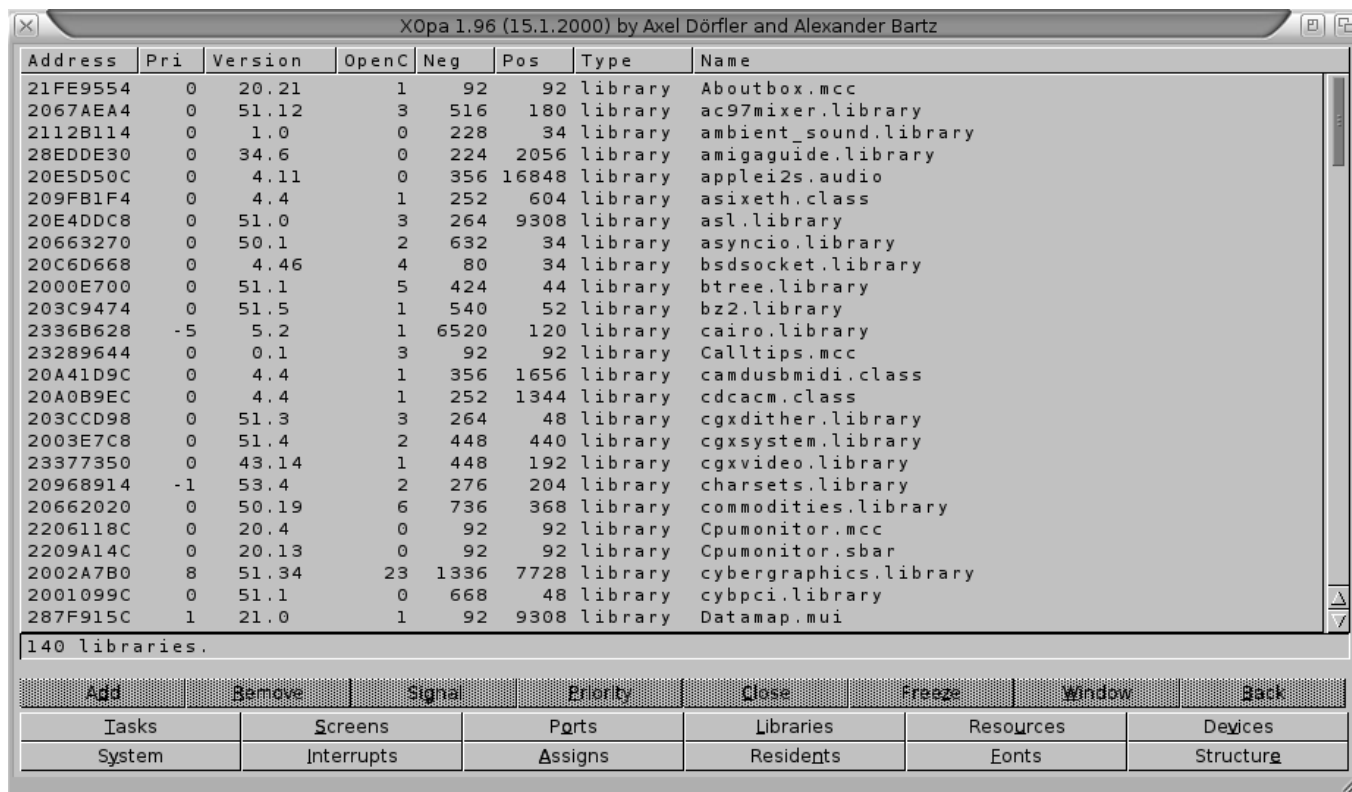 XOpa 1.96 (15.1.2000) by Axel Dörfler and Alexander Bartz
Address Pri Version OpenC Neg Pos Type Name
21FE9554 0 20.21 1 92 92 library Aboutbox.mcc
2067AEA4 0 51.12 3 516 180 library ac97mixer.library
2112B114 0 1.0 0 228 34 library ambient_sound.library
28EDDE30 0 34.6 0 224 2056 library amigaguide.library
20E5D50C 0 4.11 0 356 16848 library applei2s.audio
209FB1F4 0 4.4 1 252 604 library asixeth.class
20E4DDC8 0 51.0 3 264 9308 library asl.library
20663270 0 50.1 2 632 34 library asyncio.library
20C6D668 0 4.46 4 80 34 library bsdsocket.library
2000E700 0 51.1 5 424 44 library btree.library
203C9474 0 51.5 1 540 52 library bz2.library
2336B628 -5 5.2 1 6520 120 library cairo.library
23289644 0 0.1 3 92 92 library Calltips.mcc
20A41D9C 0 4.4 1 356 1656 library camdusbmidi.class
20A0B9EC 0 4.4 1 252 1344 library cdcacm.class
203CCD98 0 51.3 3 264 48 library cgxdither.library
2003E7C8 0 51.4 2 448 440 library cgxsystem.library
23377350 0 43.14 1 448 192 library cgxvideo.library
20968914 -1 53.4 2 276 204 library charsets.library
20662020 0 50.19 6 736 368 library commodities.library
2206118C 0 20.4 0 92 92 library Cpumonitor.mcc
2209A14C 0 20.13 0 92 92 library Cpumonitor.sbar
2002A7B0 8 51.34 23 1336 7728 library cybergraphics.library
2001099C 0 51.1 0 668 48 library cybpci.library
287F915C 1 21.0 1 92 9308 library Datamap.mui
140 libraries.
Add Remove Signal Priority Close Freeze Window Back
Tasks Screens Ports Libraries Resources Devices
System Interrupts Assigns Residents Fonts Structure